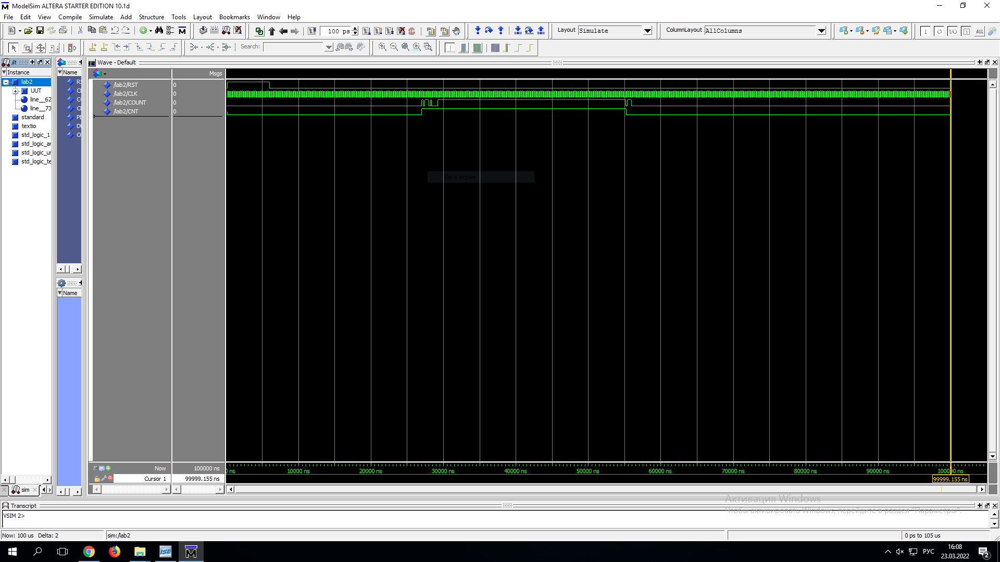 ModelSim ALTERA STARTER EDITION 10.1d
File Edit View Compile Simulate Add Structure Tools Layout Bookmarks Window Help
100 ps
Layout Simulate
ColumnLayout AllColumns
Search:
Wave - Default
Instance
Name
Msgs
lab2
UUT
line__62
line__73
standard
textio
std_logic_1
std_logic_ar
std_logic_ur
std_logic_te
/lab2/RST 0
/lab2/CLK 0
/lab2/COUNT 0
/lab2/CNT 0
Весь экран
Name
Now 100000 ns
Cursor 1 99999.155 ns
ns 10000 ns 20000 ns 30000 ns 40000 ns 50000 ns 60000 ns 70000 ns 80000 ns 90000 ns 100000 ns
99999.155 ns
sim
Активация Windows
Чтобы активировать Windows, перейдите в раздел "Параметры".
Transcript
VSIM 2>
Now: 100 us Delta: 2
sim:/lab2
0 ps to 105 us
ISE
РУС
16:08
23.03.2022
2